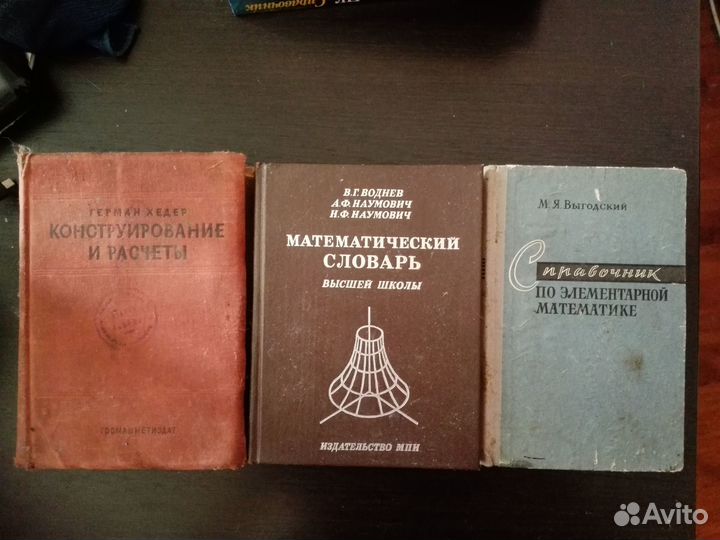 Справочник
ГЕРМАН ХЕДЕР
КОНСТРУИРОВАНИЕ
И РАСЧЕТЫ
ГОСМАШМЕТИЗДАТ
В.Г. ВОДНЕВ
А.Ф. НАУМОВИЧ
Н.Ф. НАУМОВИЧ
МАТЕМАТИЧЕСКИЙ
СЛОВАРЬ
ВЫСШЕЙ ШКОЛЫ
ИЗДАТЕЛЬСТВО МПИ
М. Я. Выгодский
Справочник
ПО ЭЛЕМЕНТАРНОЙ
МАТЕМАТИКЕ
Avito